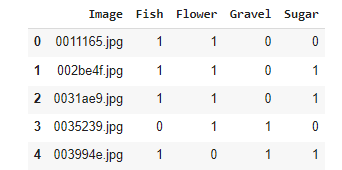 Image Fish Flower Gravel Sugar
0 0011165.jpg 1 1 0 0
1 002be4f.jpg 1 1 0 1
2 0031ae9.jpg 1 1 0 1
3 0035239.jpg 0 1 1 0
4 003994e.jpg 1 0 1 1